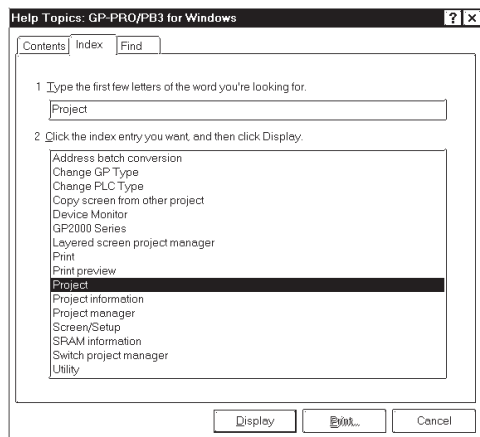 Help Topics: GP-PRO/PB3 for Windows
Contents Index Find
1 Type the first few letters of the word you're looking for.
Project
2 Click the index entry you want, and then click Display.
Address batch conversion
Change GP Type
Change PLC Type
Copy screen from other project
Device Monitor
GP2000 Series
Layered screen project manager
Print
Print preview
Project
Project information
Project manager
Screen/Setup
SRAM information
Switch project manager
Utility
Display Print... Cancel